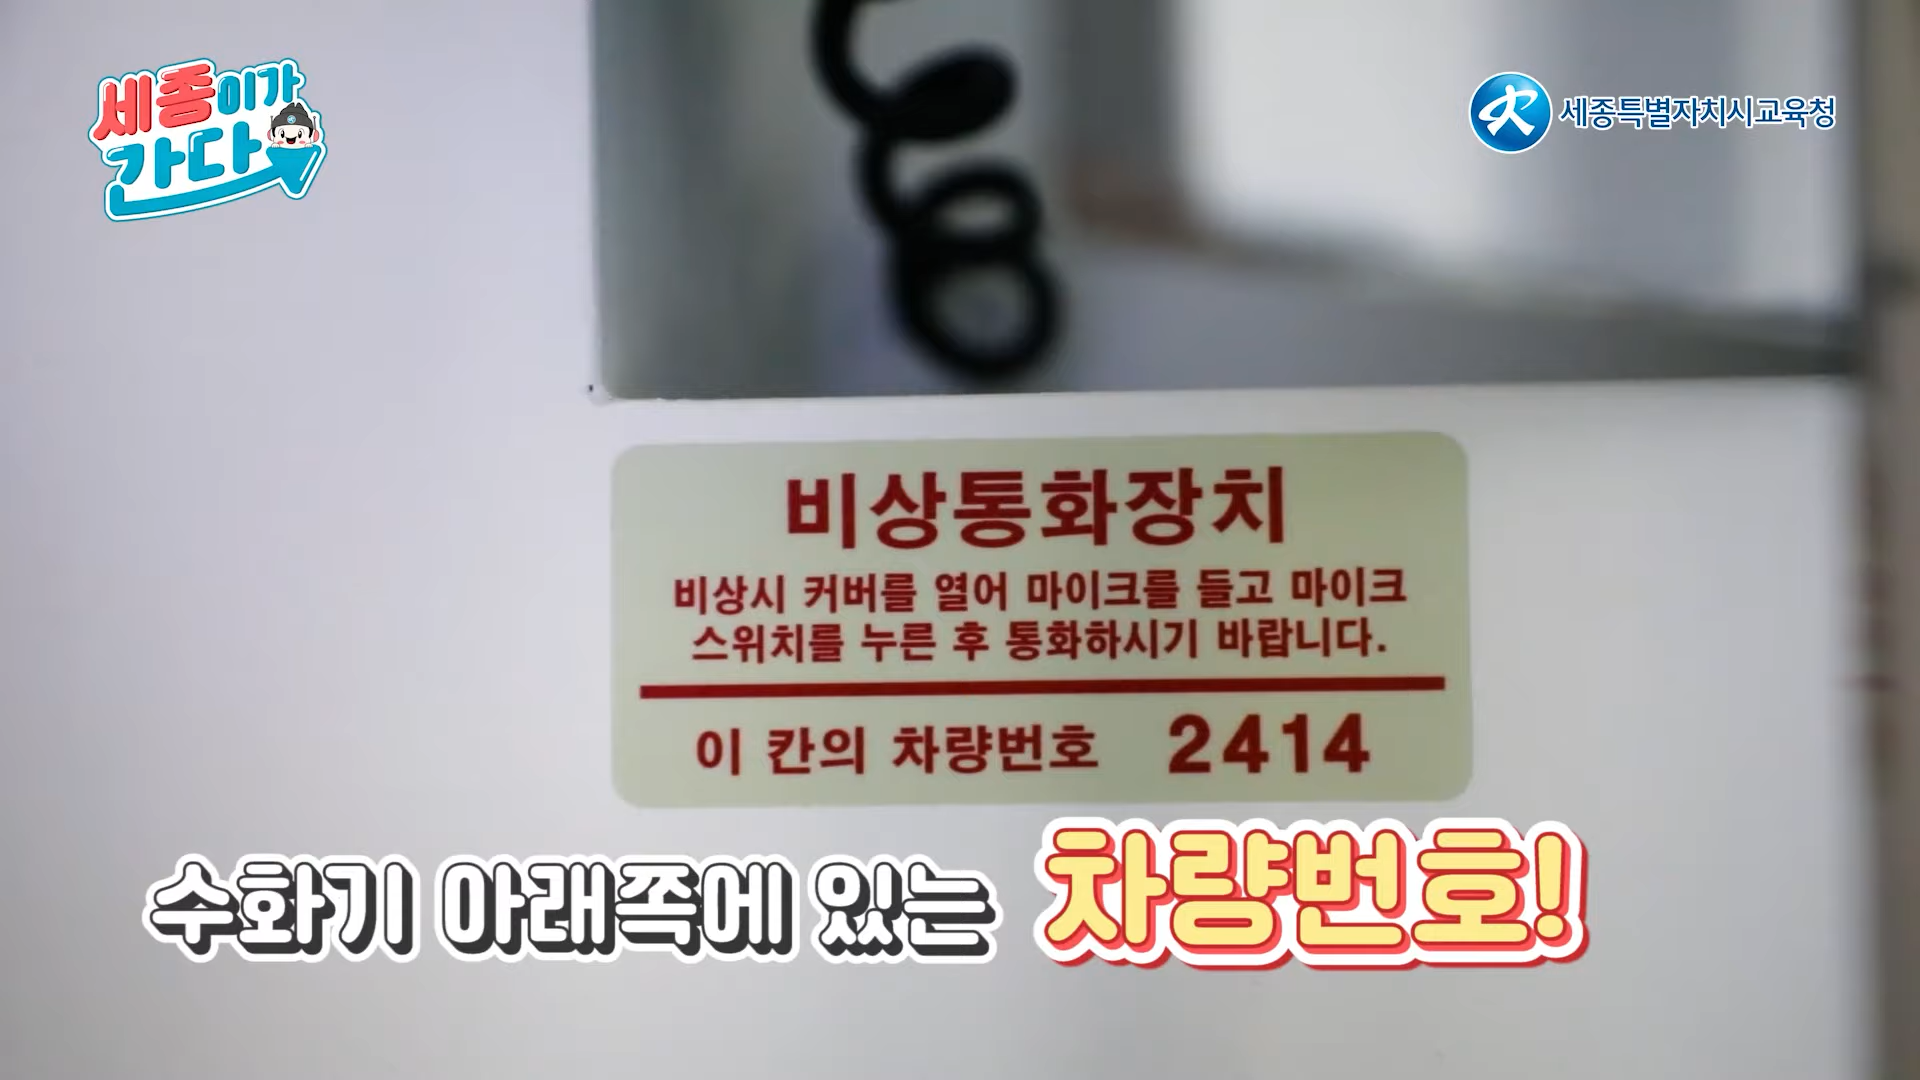 세종이가
간다
세종특별자치시교육청
비상통화장치
비상시 커버를 열어 마이크를 들고 마이크
스위치를 누른 후 통화하시기 바랍니다.
이 칸의 차량번호 2414
수화기 아래쪽에 있는 차량번호!